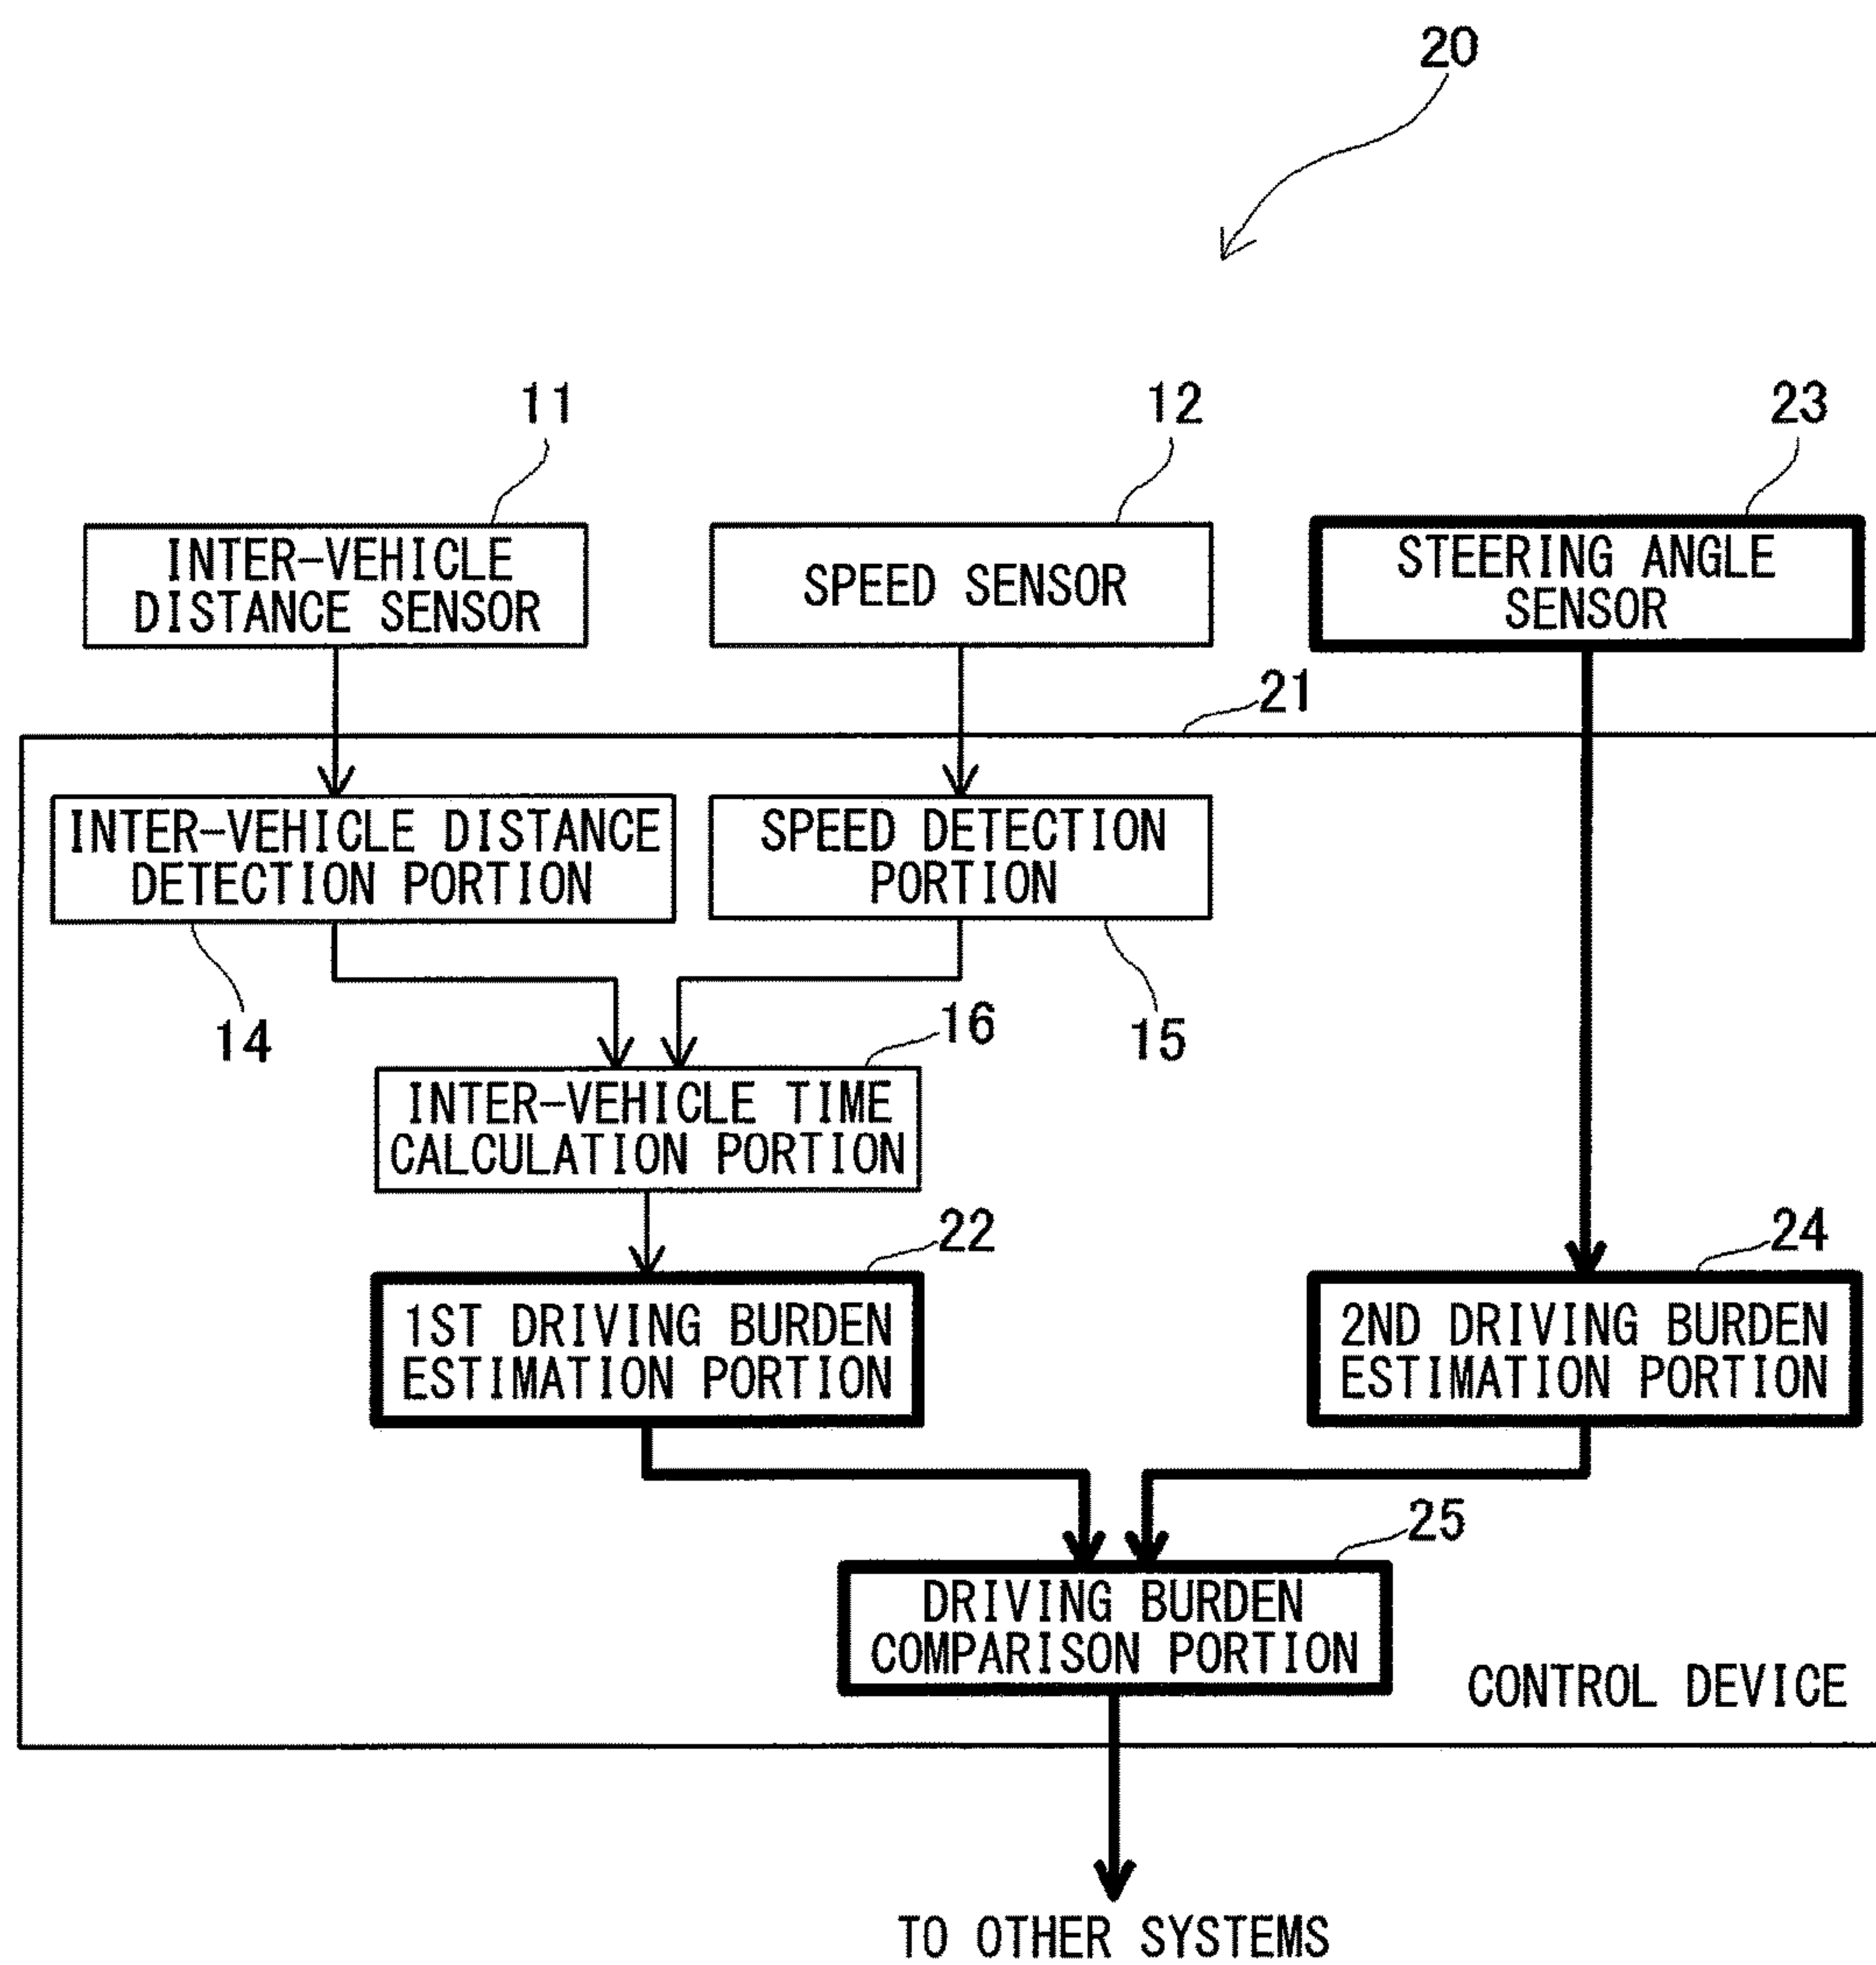 20
11
12
23
INTER-VEHICLE
DISTANCE SENSOR
SPEED SENSOR
STEERING ANGLE
SENSOR
21
INTER-VEHICLE DISTANCE
DETECTION PORTION
SPEED DETECTION
PORTION
14
15
16
INTER-VEHICLE TIME
CALCULATION PORTION
22
24
1ST DRIVING BURDEN
ESTIMATION PORTION
2ND DRIVING BURDEN
ESTIMATION PORTION
25
DRIVING BURDEN
COMPARISON PORTION
CONTROL DEVICE
TO OTHER SYSTEMS